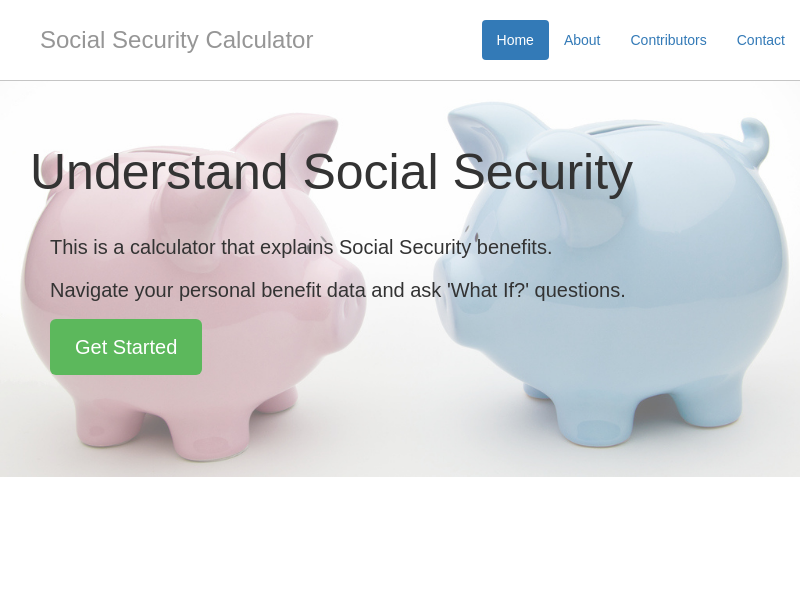 Social Security Calculator
Home
About
Contributors
Contact
Understand Social Security
This is a calculator that explains Social Security benefits.
Navigate your personal benefit data and ask 'What If?' questions.
Get Started